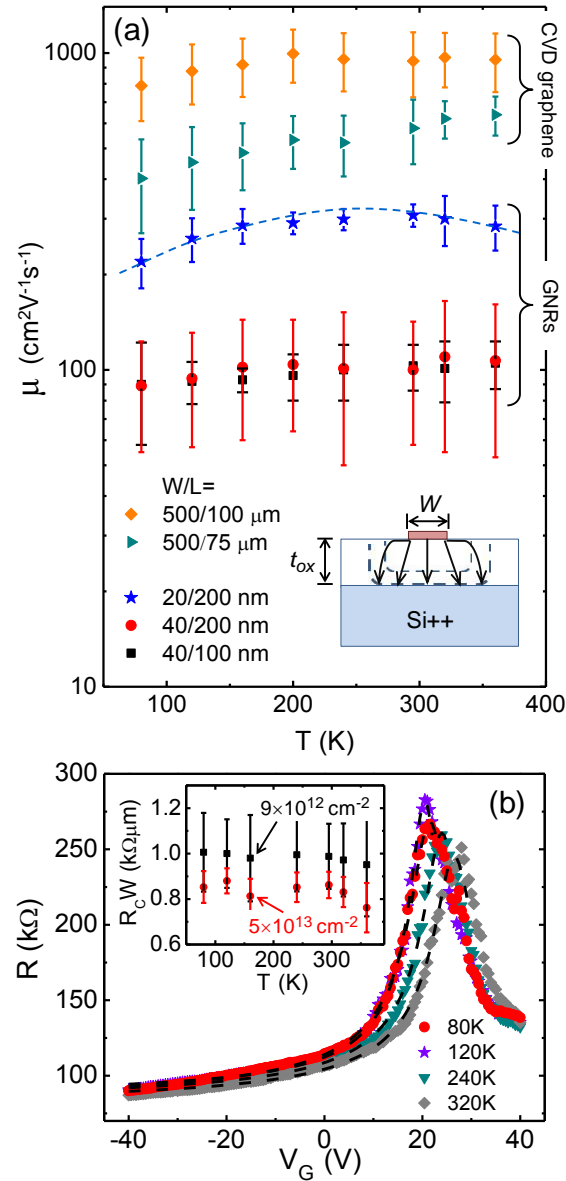 (a)
1000
100
10
μ (cm²V⁻¹s⁻¹)
CVD graphene
GNRs
W/L=
500/100 μm
500/75 μm
20/200 nm
40/200 nm
40/100 nm
W
t_ox
Si++
100 200 300 400
T (K)
(b)
300
250
200
150
100
R (kΩ)
1.2
1.0
0.8
0.6
R_C W (kΩμm)
9×10¹² cm⁻²
5×10¹³ cm⁻²
100 200 300
T (K)
80K
120K
240K
320K
-40 -20 0 20 40
V_G (V)